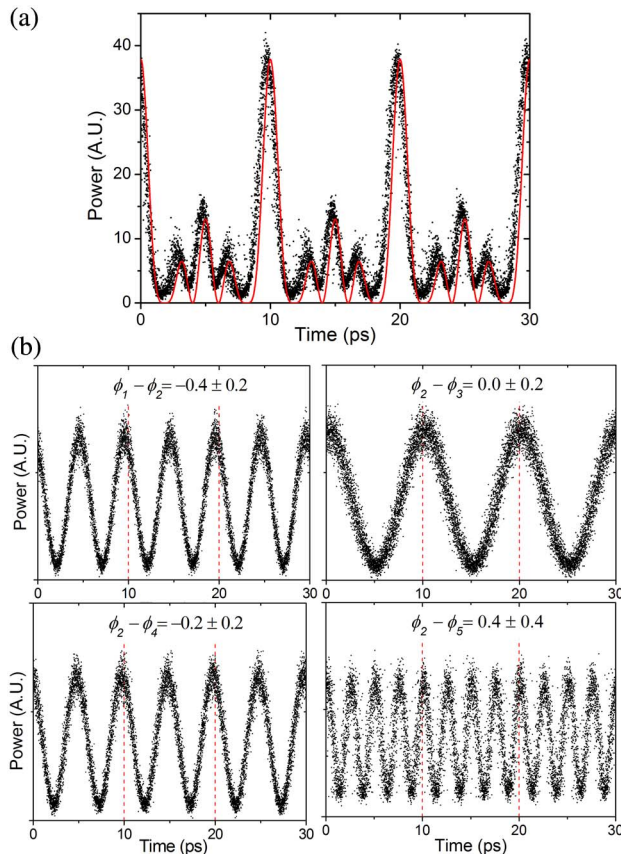 (a)
Power (A.U.)
40
30
20
10
0
0 10 20 30
Time (ps)
(b)
ϕ1 − ϕ2 = −0.4 ± 0.2
ϕ2 − ϕ3 = 0.0 ± 0.2
Power (A.U.)
0 10 20 30
0 10 20 30
ϕ2 − ϕ4 = −0.2 ± 0.2
ϕ2 − ϕ5 = 0.4 ± 0.4
Power (A.U.)
0 10 20 30
0 10 20 30
Time (ps)
Time (ps)